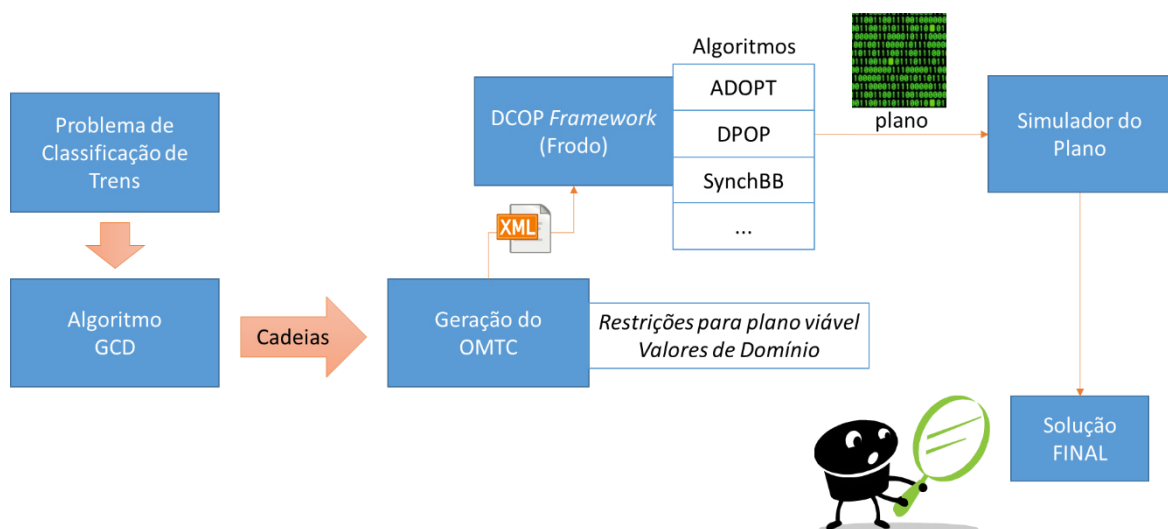 Problema de
Classificação de
Trens
Algoritmo
GCD
Cadeias
Geração do
OMTC
Restrições para plano viável
Valores de Domínio
XML
DCOP Framework
(Frodo)
Algoritmos
ADOPT
DPOP
SynchBB
...
plano
Simulador do
Plano
Solução
FINAL